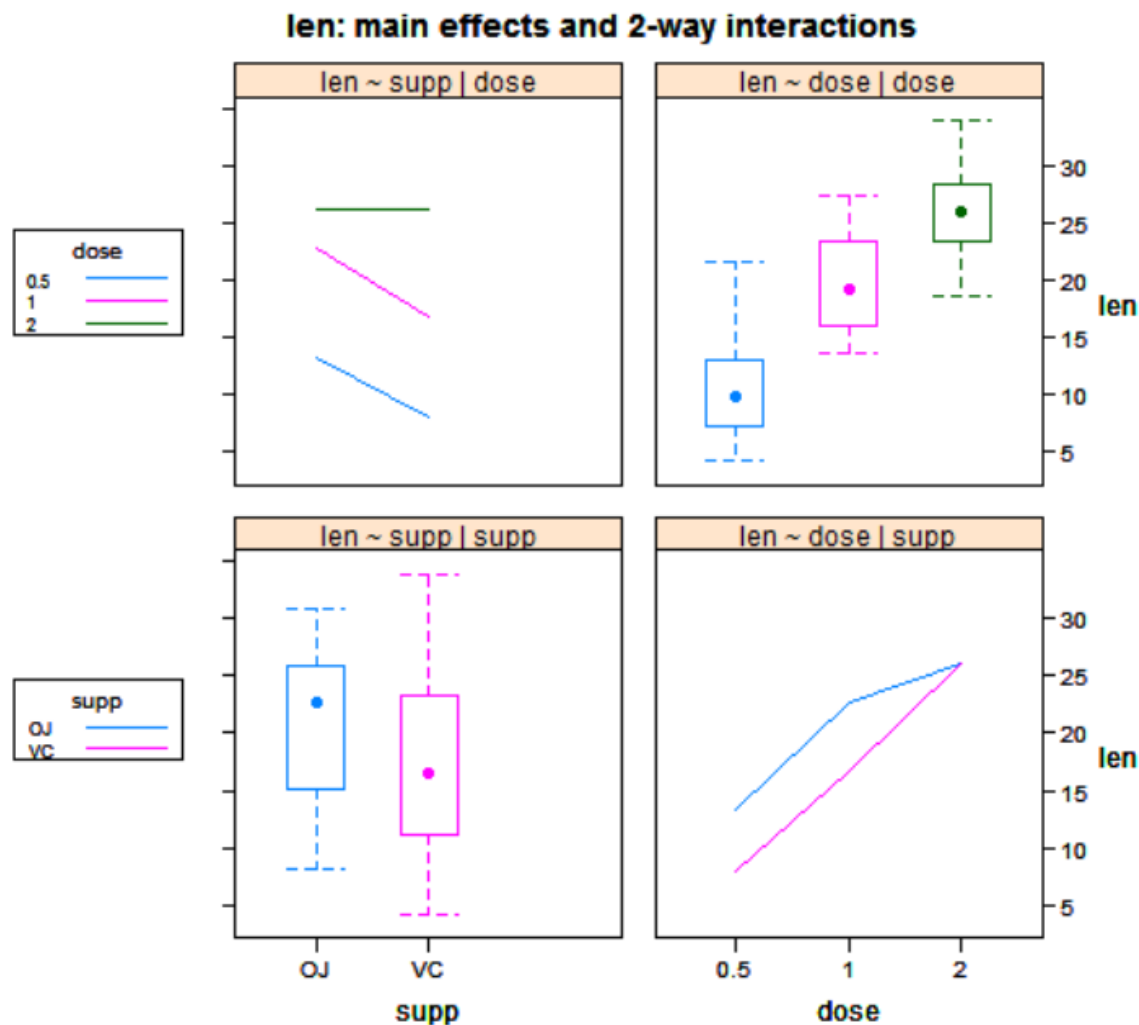 len: main effects and 2-way interactions
len ~ supp | dose
len ~ dose | dose
dose
0.5
1
2
30
25
20
15
10
5
len
len ~ supp | supp
len ~ dose | supp
supp
OJ
VC
30
25
20
15
10
5
len
OJ VC
0.5 1 2
supp
dose